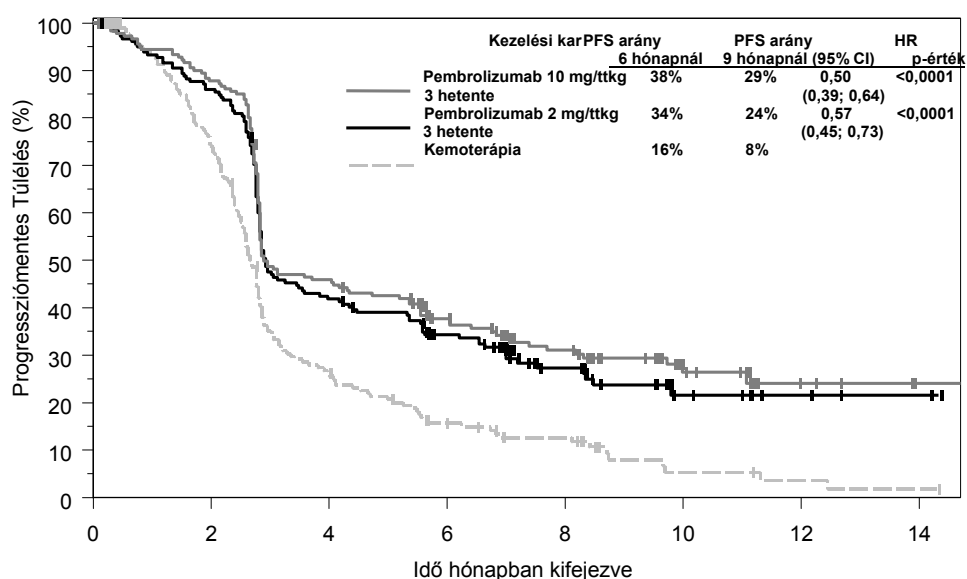 Kezelési kar PFS arány PFS arány HR
6 hónapnál 9 hónapnál (95% CI) p-érték
Pembrolizumab 10 mg/ttkg 38% 29% 0,50 <0,0001
3 hetente (0,39; 0,64)
Pembrolizumab 2 mg/ttkg 34% 24% 0,57 <0,0001
3 hetente (0,45; 0,73)
Kemoterápia 16% 8%
Progressziómentes Túlélés (%)
100
90
80
70
60
50
40
30
20
10
0
0 2 4 6 8 10 12 14
Idő hónapban kifejezve